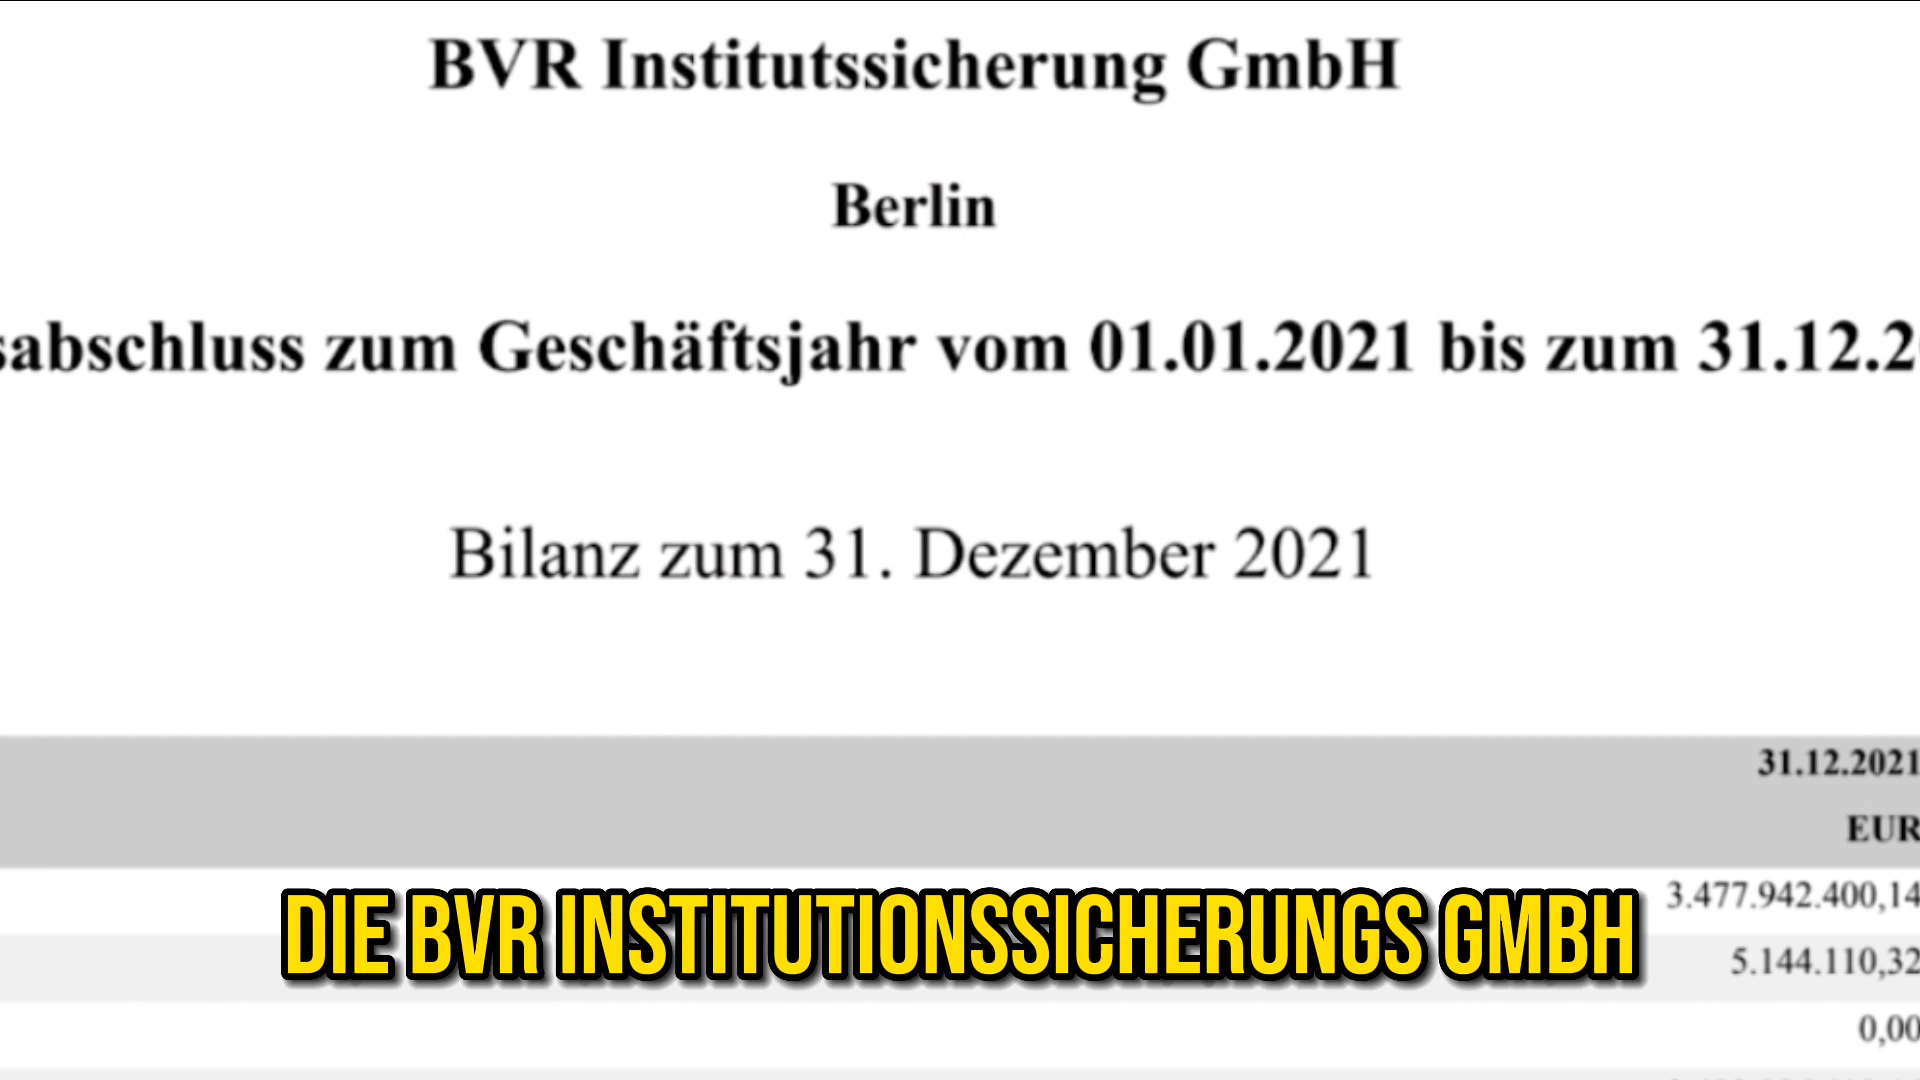 BVR Institutssicherung GmbH
Berlin
sabschluss zum Geschäftsjahr vom 01.01.2021 bis zum 31.12.2
Bilanz zum 31. Dezember 2021
31.12.2021
EUR
3.477.942.400,14
5.144.110,32
0,00
DIE BVR INSTITUTIONSSICHERUNGS GMBH